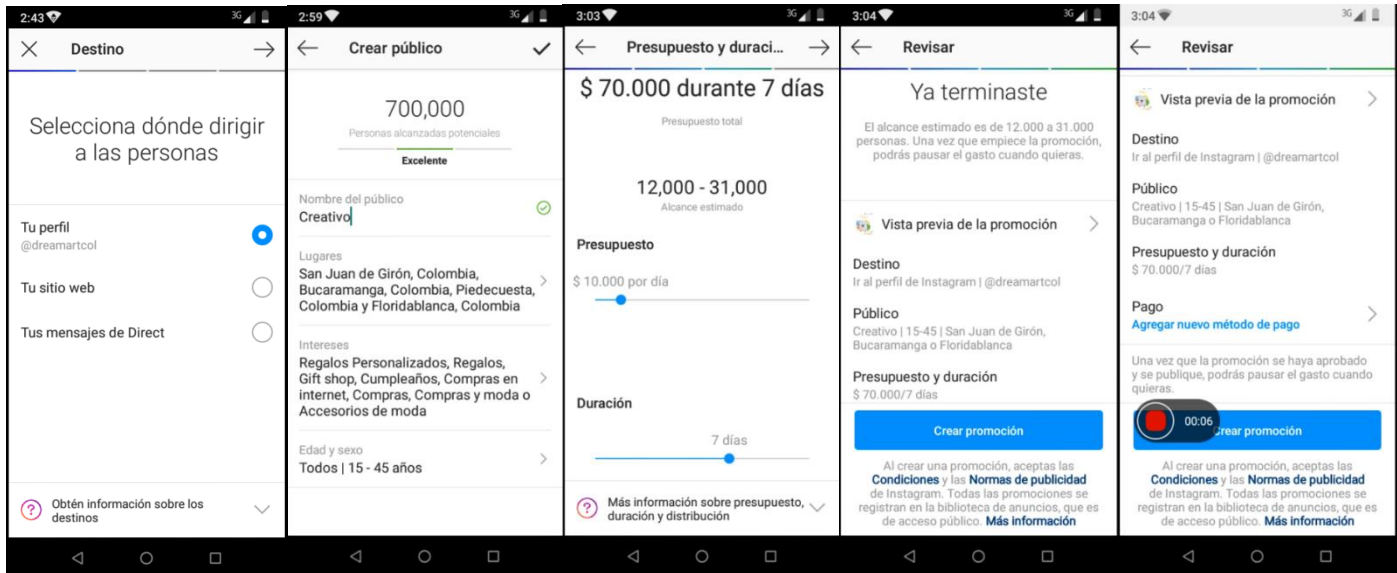 2:43
3G
Destino
Selecciona dónde dirigir
a las personas
Tu perfil
@dreamartcol
Tu sitio web
Tus mensajes de Direct
?
Obtén información sobre los
destinos
2:59
3G
Crear público
700,000
Personas alcanzadas potenciales
Excelente
Nombre del público
Creativo
Lugares
San Juan de Girón, Colombia,
Bucaramanga, Colombia, Piedecuesta,
Colombia y Floridablanca, Colombia
Intereses
Regalos Personalizados, Regalos,
Gift shop, Cumpleaños, Compras en
internet, Compras, Compras y moda o
Accesorios de moda
Edad y sexo
Todos | 15 - 45 años
3:03
3G
Presupuesto y duraci...
$ 70.000 durante 7 días
Presupuesto total
12,000 - 31,000
Alcance estimado
Presupuesto
$ 10.000 por día
Duración
7 días
?
Más información sobre presupuesto,
duración y distribución
3:04
3G
Revisar
Ya terminaste
El alcance estimado es de 12.000 a 31.000
personas. Una vez que empiece la promoción,
podrás pausar el gasto cuando quieras.
Vista previa de la promoción
Destino
Ir al perfil de Instagram | @dreamartcol
Público
Creativo | 15-45 | San Juan de Girón,
Bucaramanga o Floridablanca
Presupuesto y duración
$ 70.000/7 días
Crear promoción
Al crear una promoción, aceptas las
Condiciones y las Normas de publicidad
de Instagram. Todas las promociones se
registran en la biblioteca de anuncios, que es
de acceso público. Más información
3:04
3G
Revisar
Vista previa de la promoción
Destino
Ir al perfil de Instagram | @dreamartcol
Público
Creativo | 15-45 | San Juan de Girón,
Bucaramanga o Floridablanca
Presupuesto y duración
$ 70.000/7 días
Pago
Agregar nuevo método de pago
Una vez que la promoción se haya aprobado
y se publique, podrás pausar el gasto cuando
quieras.
00:06
Crear promoción
Al crear una promoción, aceptas las
Condiciones y las Normas de publicidad
de Instagram. Todas las promociones se
registran en la biblioteca de anuncios, que es
de acceso público. Más información